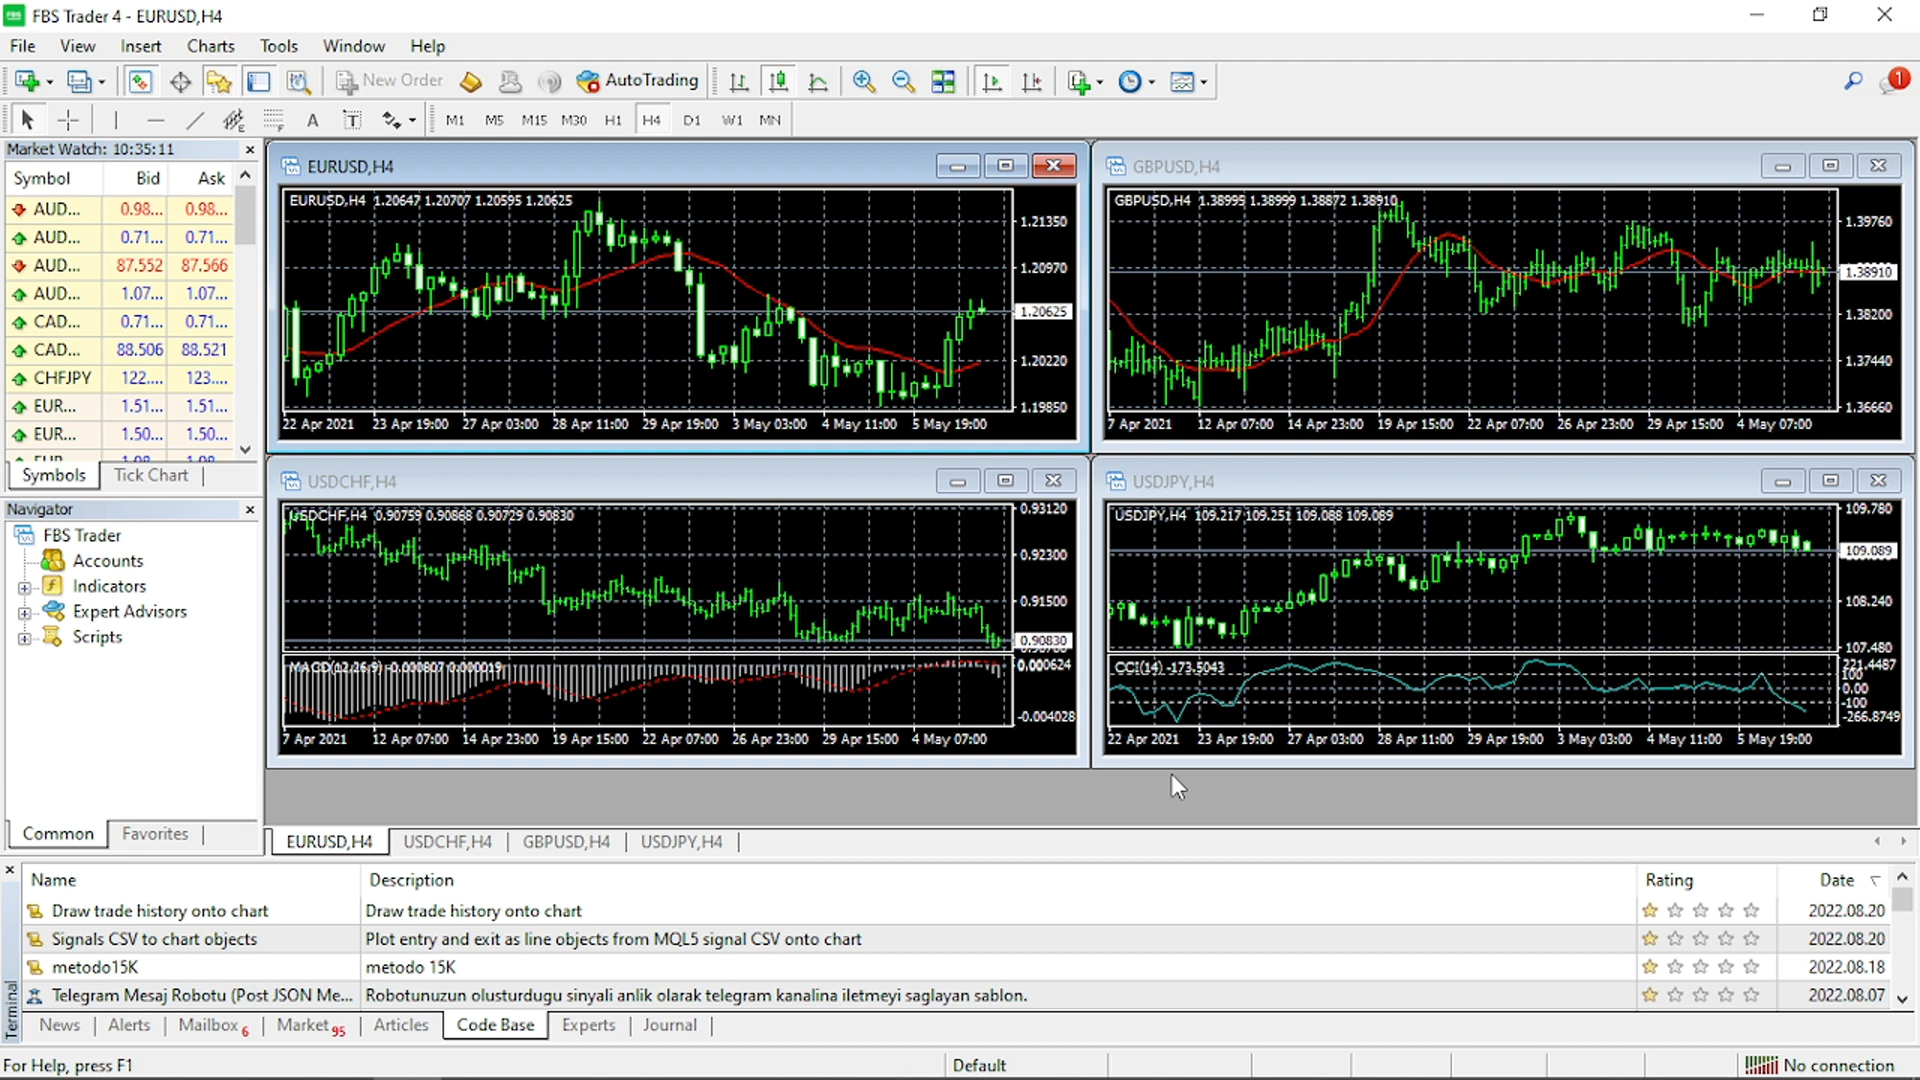 FBS Trader 4 - EURUSD,H4
File View Insert Charts Tools Window Help
New Order AutoTrading 1
A T M1 M5 M15 M30 H1 H4 D1 W1 MN
Market Watch: 10:35:11
Symbol Bid Ask
AUD... 0.98... 0.98...
AUD... 0.71... 0.71...
AUD... 87.552 87.566
AUD... 1.07... 1.07...
CAD... 0.71... 0.71...
CAD... 88.506 88.521
CHFJPY 122.... 123....
EUR... 1.51... 1.51...
EUR... 1.50... 1.50...
Symbols Tick Chart
Navigator
FBS Trader
Accounts
Indicators
Expert Advisors
Scripts
Common Favorites
EURUSD,H4
EURUSD,H4 1.20647 1.20707 1.20595 1.20625
1.21350
1.20970
1.20625
1.20220
1.19850
22 Apr 2021 23 Apr 19:00 27 Apr 03:00 28 Apr 11:00 29 Apr 19:00 3 May 03:00 4 May 11:00 5 May 19:00
GBPUSD,H4
GBPUSD,H4 1.38995 1.38999 1.38872 1.38910
1.39760
1.38910
1.38200
1.37440
1.36660
7 Apr 2021 12 Apr 07:00 14 Apr 23:00 19 Apr 15:00 22 Apr 07:00 26 Apr 23:00 29 Apr 15:00 4 May 07:00
USDCHF,H4
USDCHF,H4 0.90759 0.90868 0.90729 0.90830
0.93120
0.92300
0.91500
0.90830
MACD(12,26,9) -0.000807 0.000019
-0.004028
7 Apr 2021 12 Apr 07:00 14 Apr 23:00 19 Apr 15:00 22 Apr 07:00 26 Apr 23:00 29 Apr 15:00 4 May 07:00
USDJPY,H4
USDJPY,H4 109.217 109.251 109.088 109.089
109.780
109.089
108.240
107.480
CCI(14) -173.5043
221.4487
100
0.00
-100
-266.8749
22 Apr 2021 23 Apr 19:00 27 Apr 03:00 28 Apr 11:00 29 Apr 19:00 3 May 03:00 4 May 11:00 5 May 19:00
EURUSD,H4 USDCHF,H4 GBPUSD,H4 USDJPY,H4
Name Description Rating Date
Draw trade history onto chart Draw trade history onto chart 2022.08.20
Signals CSV to chart objects Plot entry and exit as line objects from MQL5 signal CSV onto chart 2022.08.20
metodo15K metodo 15K 2022.08.18
Telegram Mesaj Robotu (Post JSON Me... Robotunuzun olusturdugu sinyali anlik olarak telegram kanalina iletmeyi saglayan sablon. 2022.08.07
Terminal
News Alerts Mailbox 6 Market 95 Articles Code Base Experts Journal
For Help, press F1 Default No connection